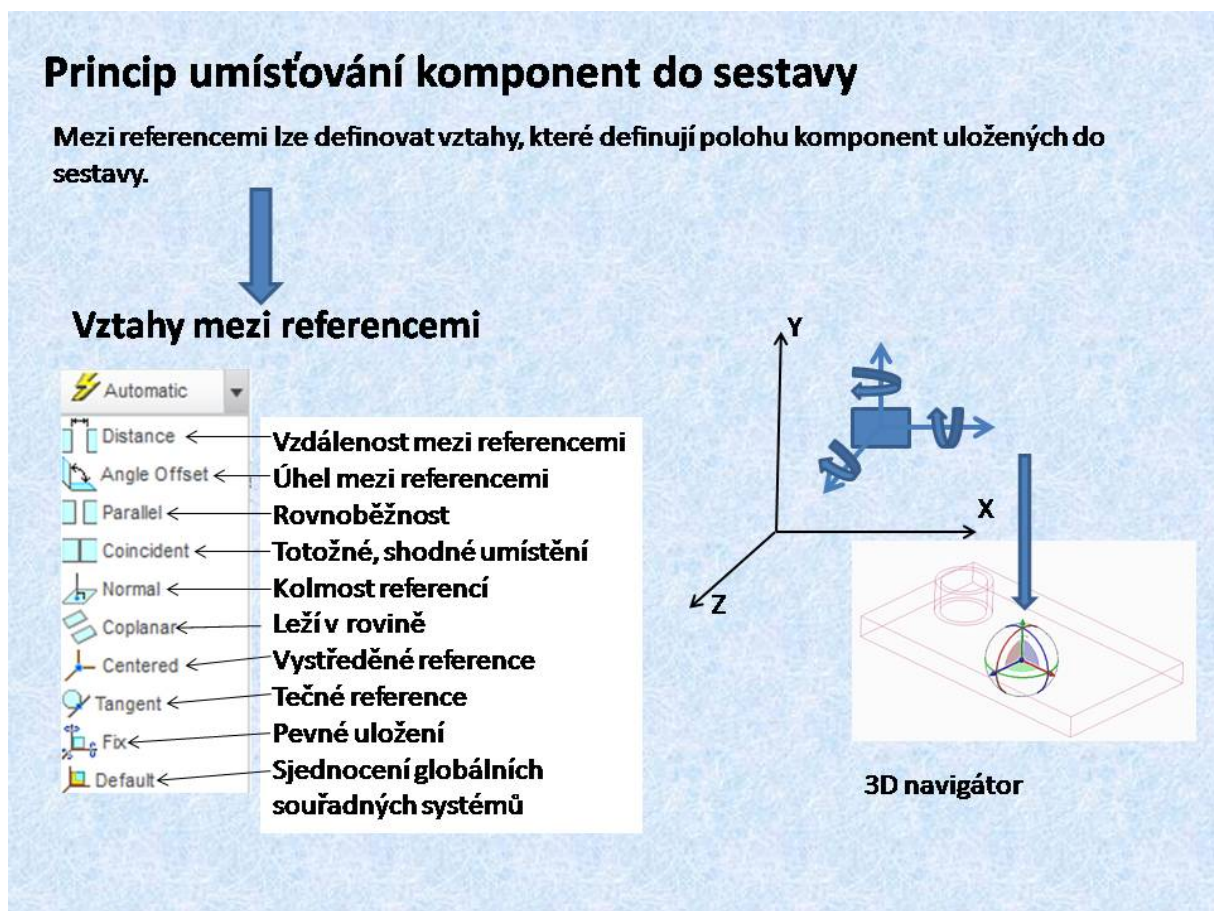 Princip umísťování komponent do sestavy
Mezi referencemi lze definovat vztahy, které definují polohu komponent uložených do
sestavy.
Vztahy mezi referencemi
Automatic
Distance
Angle Offset
Parallel
Coincident
Normal
Coplanar
Centered
Tangent
Fix
Default
Vzdálenost mezi referencemi
Úhel mezi referencemi
Rovnoběžnost
Totožné, shodné umístění
Kolmost referencí
Leží v rovině
Vystředěné reference
Tečné reference
Pevné uložení
Sjednocení globálních
souřadných systémů
Y
X
Z
3D navigátor